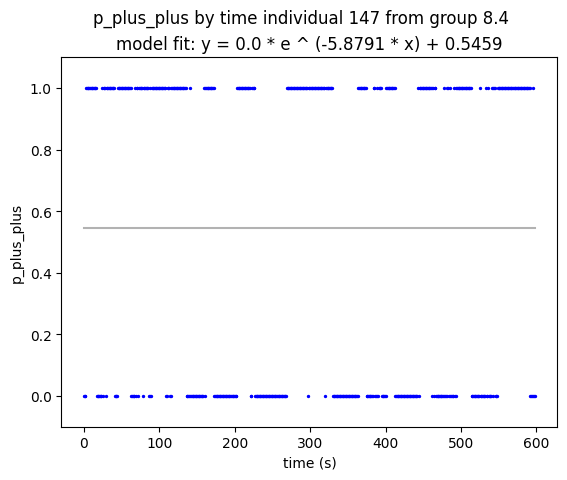 p_plus_plus by time individual 147 from group 8.4
model fit: y = 0.0 * e ^ (-5.8791 * x) + 0.5459
1.0
0.8
0.6
0.4
0.2
0.0
p_plus_plus
0 100 200 300 400 500 600
time (s)